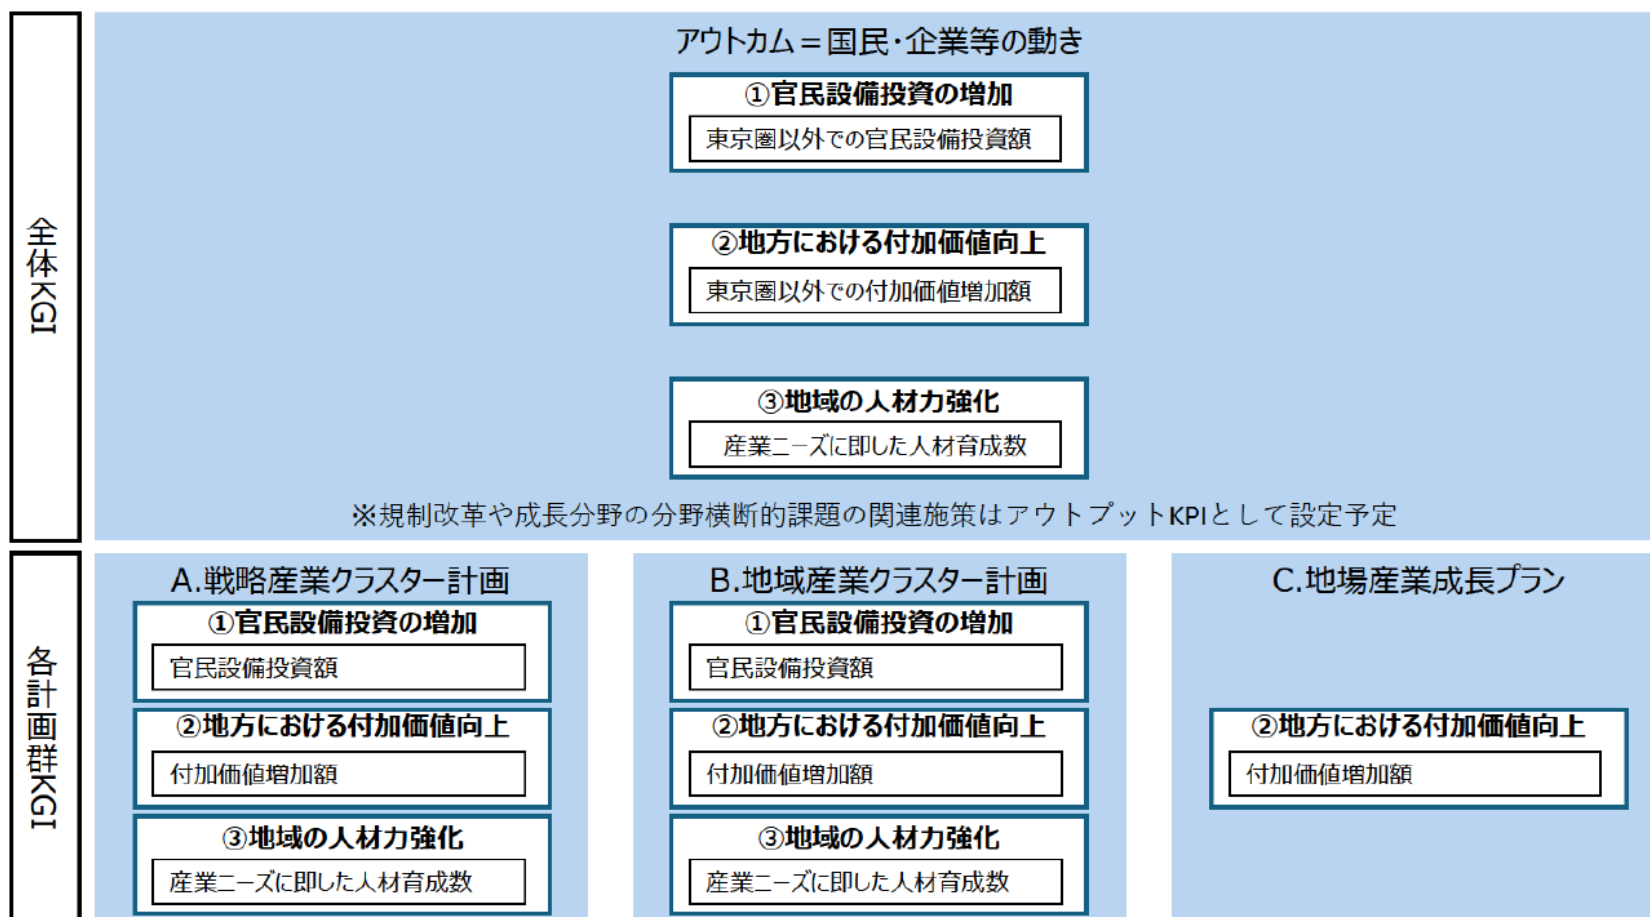 全体KGI
アウトカム＝国民・企業等の動き
①官民設備投資の増加
東京圏以外での官民設備投資額
②地方における付加価値向上
東京圏以外での付加価値増加額
③地域の人材力強化
産業ニーズに即した人材育成数
※規制改革や成長分野の分野横断的課題の関連施策はアウトプットKPIとして設定予定
各計画群KGI
A.戦略産業クラスター計画
①官民設備投資の増加
官民設備投資額
②地方における付加価値向上
付加価値増加額
③地域の人材力強化
産業ニーズに即した人材育成数
B.地域産業クラスター計画
①官民設備投資の増加
官民設備投資額
②地方における付加価値向上
付加価値増加額
③地域の人材力強化
産業ニーズに即した人材育成数
C.地場産業成長プラン
②地方における付加価値向上
付加価値増加額